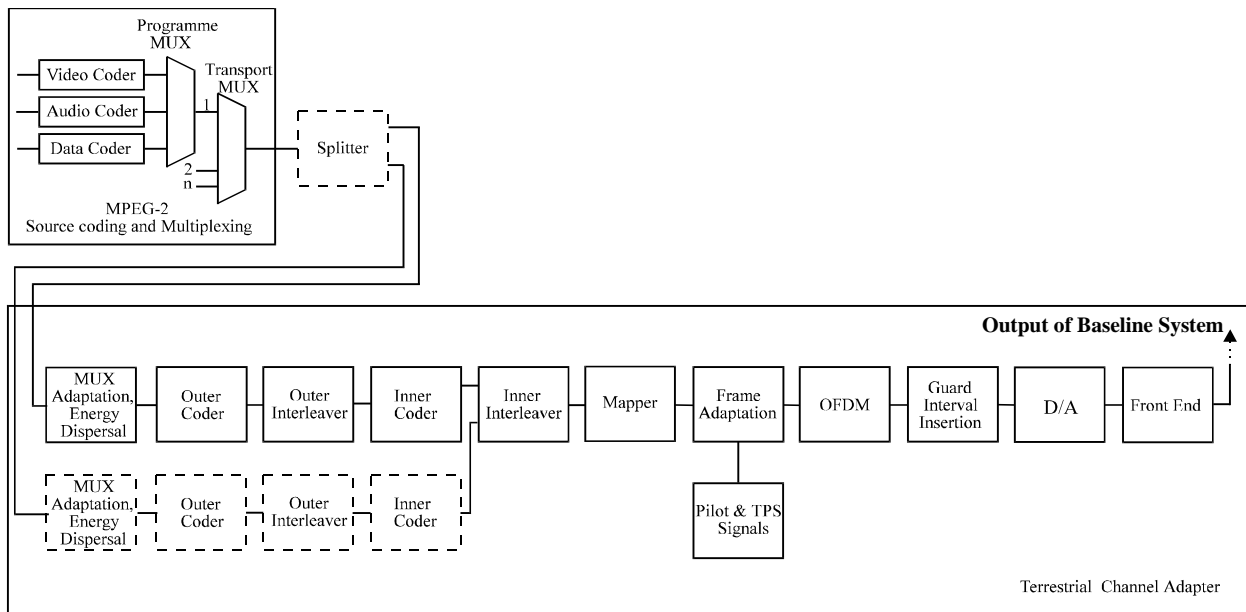 Programme
MUX
Transport
MUX
Video Coder
Audio Coder
Data Coder
1
2
n
MPEG-2
Source coding and Multiplexing
Splitter
Output of Baseline System
MUX
Adaptation,
Energy
Dispersal
Outer
Coder
Outer
Interleaver
Inner
Coder
Inner
Interleaver
Mapper
Frame
Adaptation
OFDM
Guard
Interval
Insertion
D/A
Front End
MUX
Adaptation,
Energy
Dispersal
Outer
Coder
Outer
Interleaver
Inner
Coder
Pilot & TPS
Signals
Terrestrial Channel Adapter